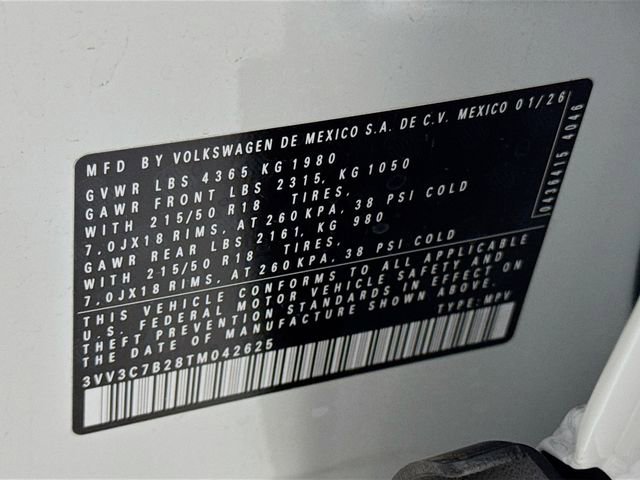 MFD BY VOLKSWAGEN DE MEXICO S.A. DE C.V. MEXICO 01/26
GVWR LBS 4365 KG 1980
GAWR FRONT LBS 2315, KG 1050
WITH 215/50 R18 TIRES,
7.0JX18 RIMS, AT 260 KPA, 38 PSI COLD
GAWR REAR LBS 2161, KG 980
WITH 215/50 R18 TIRES,
7.0JX18 RIMS, AT 260 KPA, 38 PSI COLD
THIS VEHICLE CONFORMS TO ALL APPLICABLE
U.S. FEDERAL MOTOR VEHICLE SAFETY AND
THEFT PREVENTION STANDARDS IN EFFECT ON
THE DATE OF MANUFACTURE SHOWN ABOVE.
3VV3C7B28TM042625 TYPE: MPV
0436415 4046